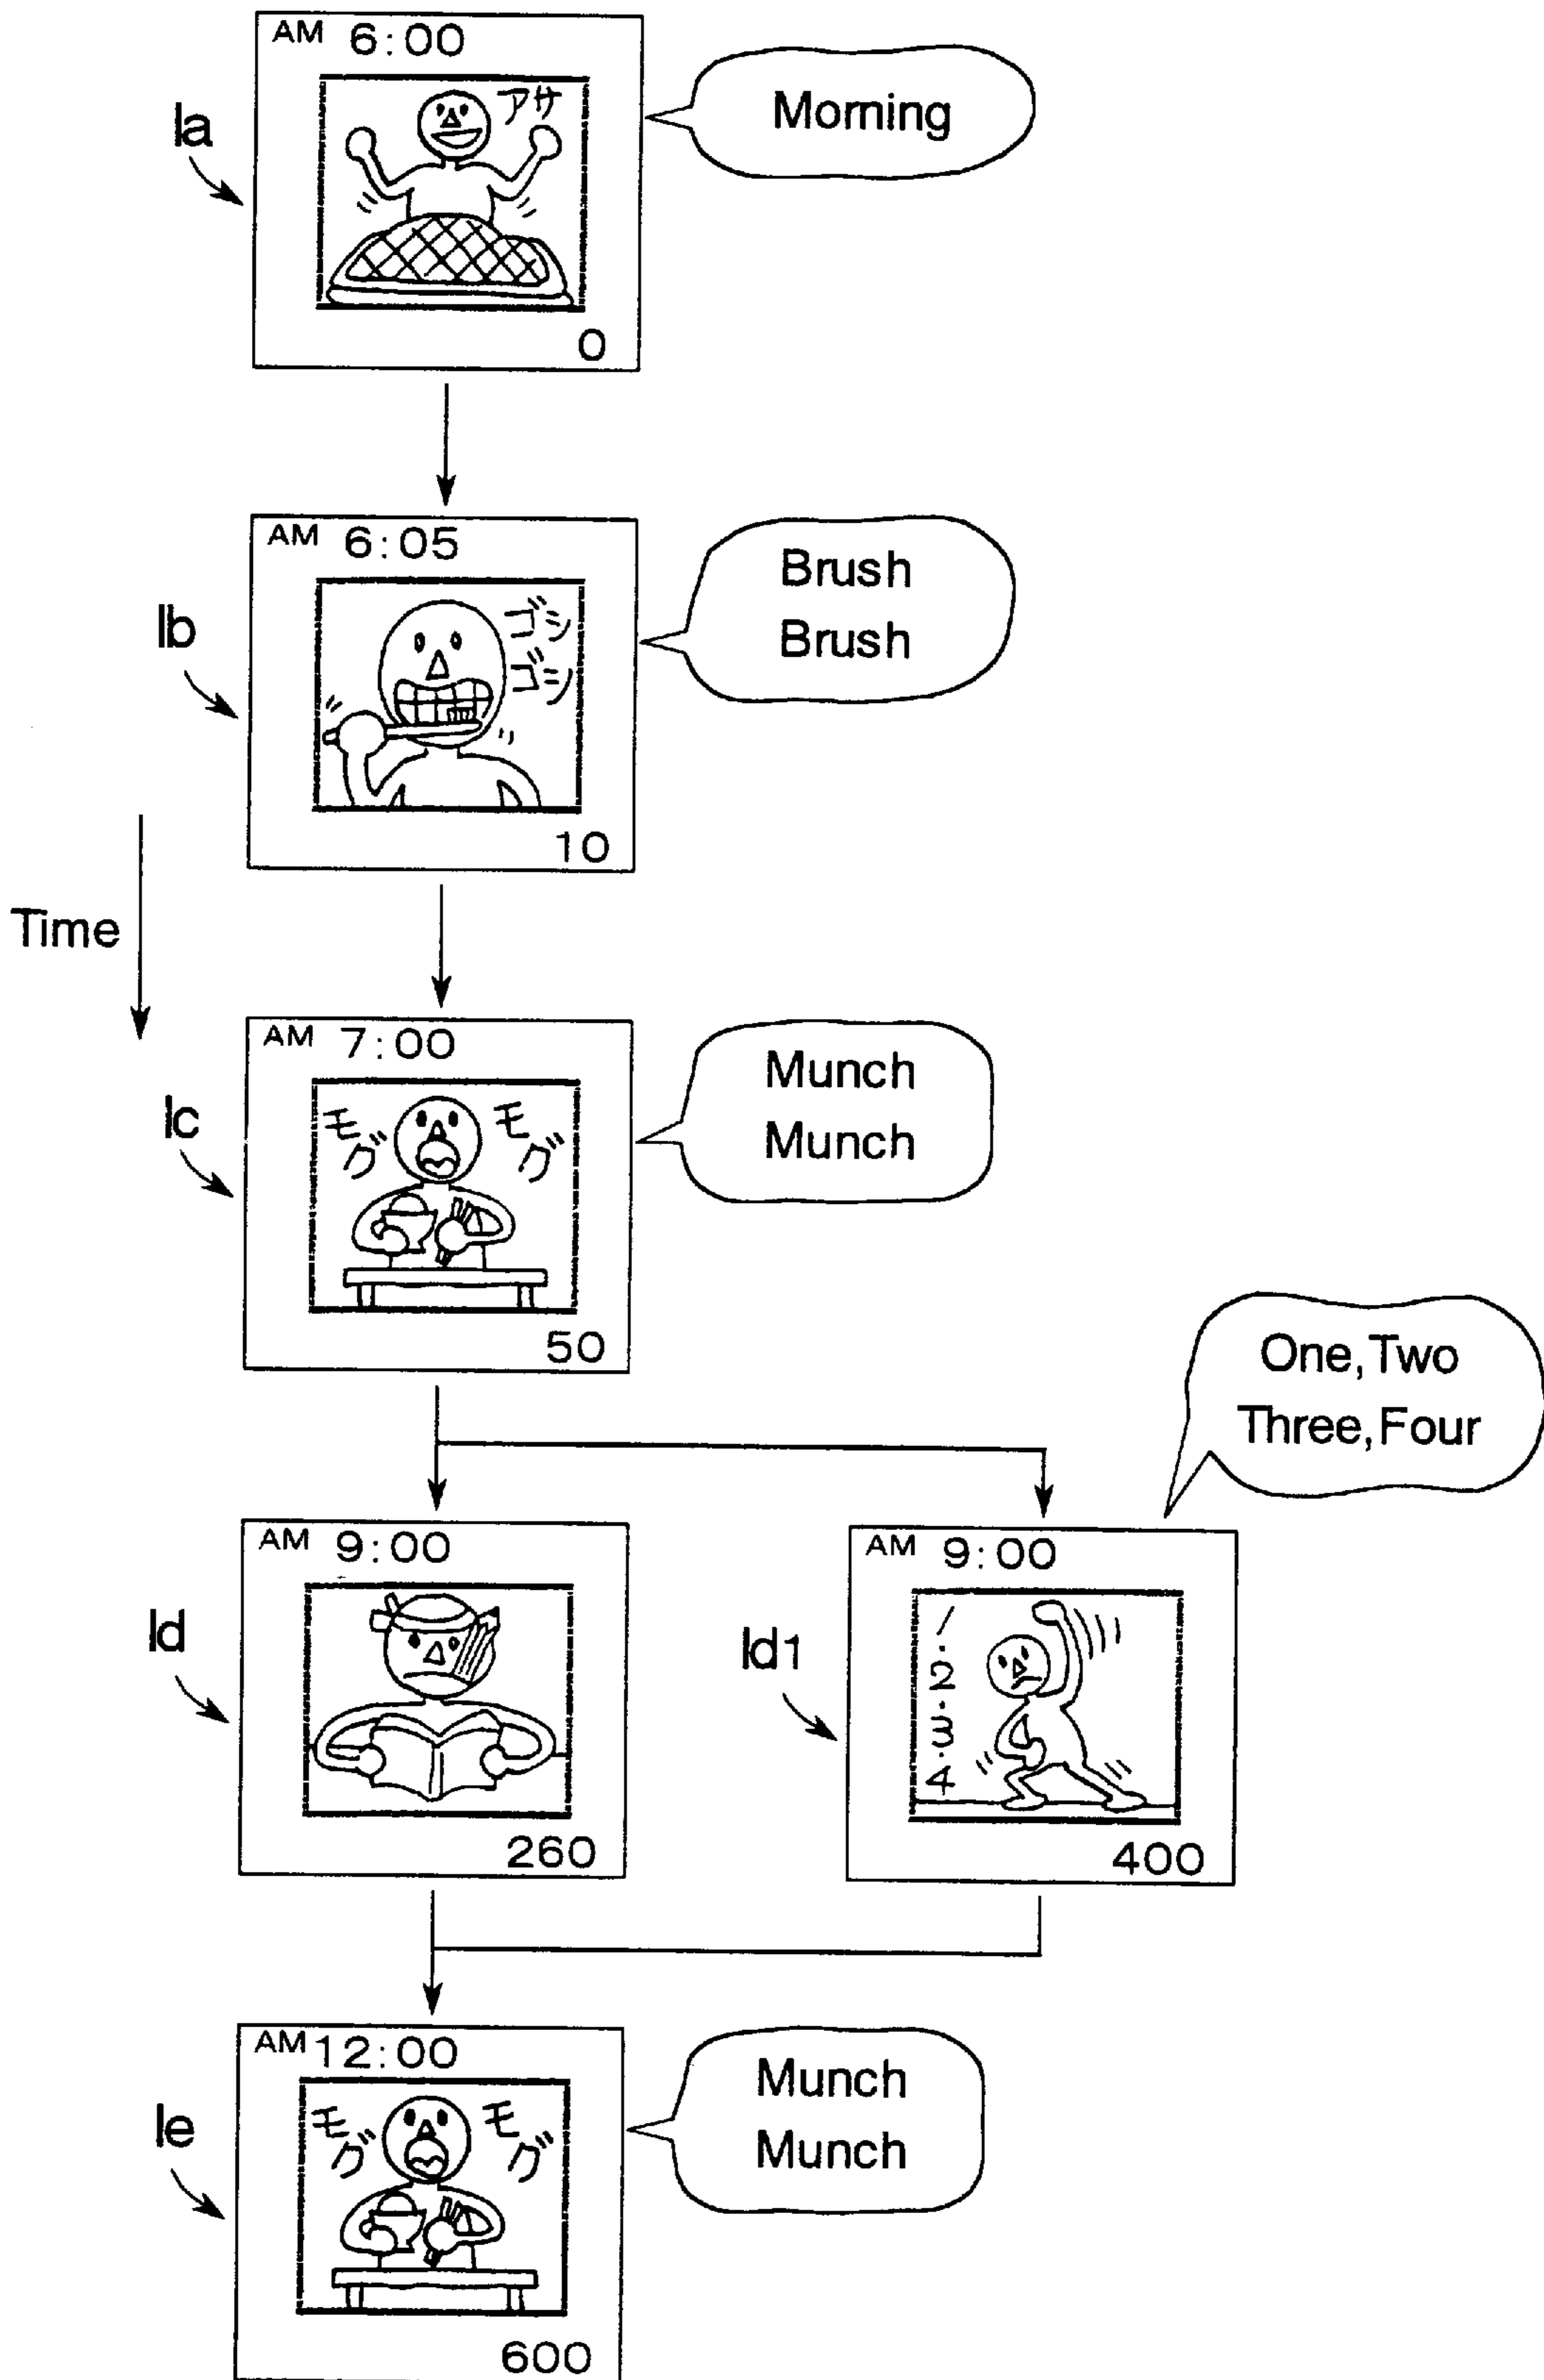 AM 6:00
アサ
0
Ia
Morning
AM 6:05
ゴシ
ゴシ
10
Ib
Brush
Brush
Time
AM 7:00
モグ
モグ
50
Ic
Munch
Munch
AM 9:00
260
Id
One,Two
Three,Four
AM 9:00
1.2.3.4
400
Id1
AM 12:00
モグ
モグ
600
Ie
Munch
Munch